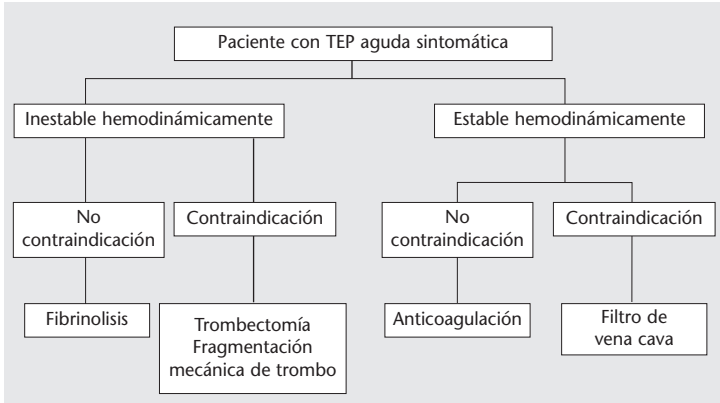 Paciente con TEP aguda sintomática
Inestable hemodinámicamente
Estable hemodinámicamente
No
contraindicación
Contraindicación
No
contraindicación
Contraindicación
Fibrinolisis
Trombectomía
Fragmentación
mecánica de trombo
Anticoagulación
Filtro de
vena cava